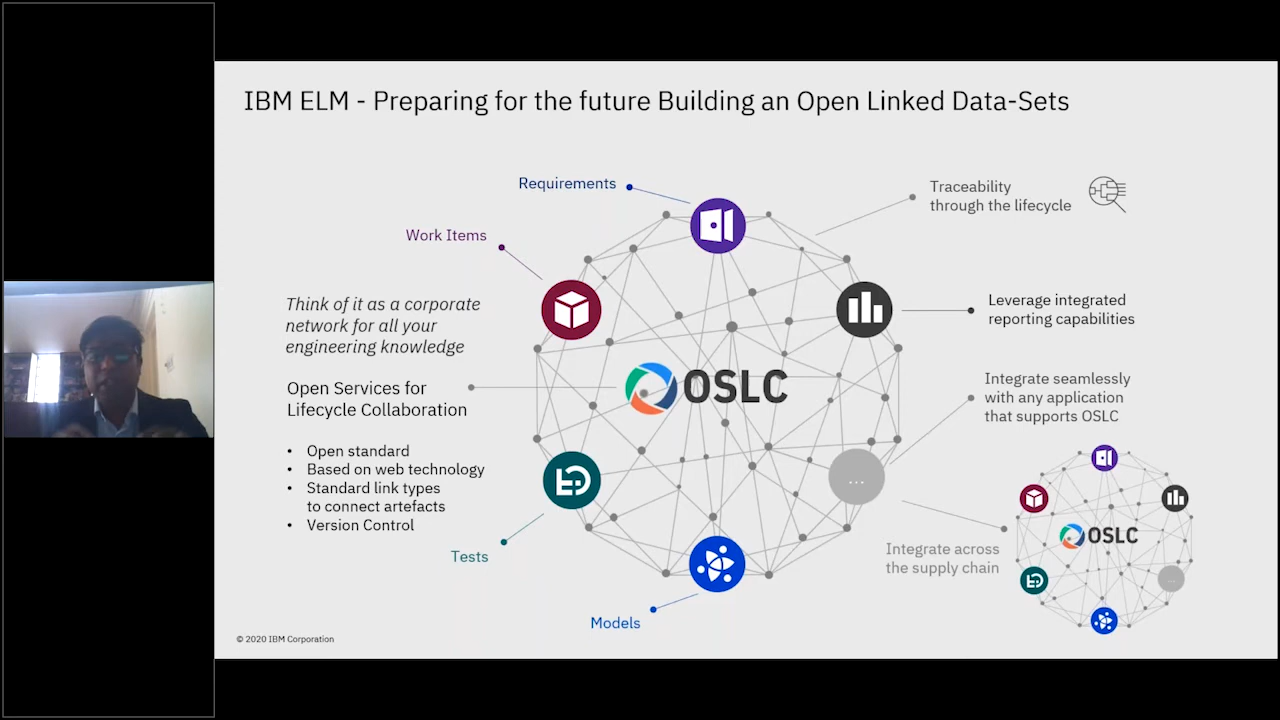 IBM ELM - Preparing for the future Building an Open Linked Data-Sets
Requirements
Work Items
Traceability
through the lifecycle
Think of it as a corporate
network for all your
engineering knowledge
Leverage integrated
reporting capabilities
Open Services for
Lifecycle Collaboration
OSLC
Integrate seamlessly
with any application
that supports OSLC
• Open standard
• Based on web technology
• Standard link types
to connect artefacts
• Version Control
...
Tests
Integrate across
the supply chain
OSLC
...
Models
© 2020 IBM Corporation